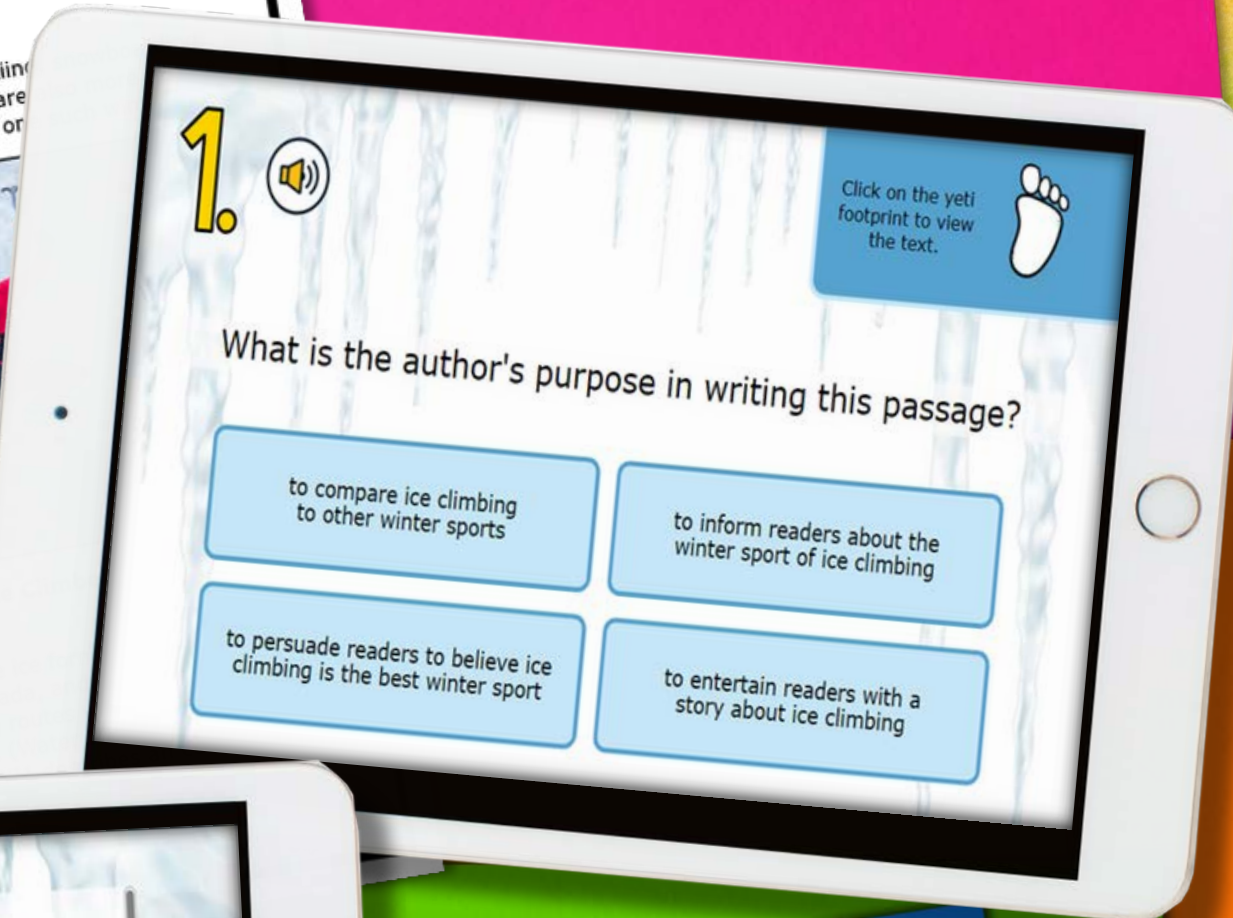 are
or
1.
Click on the yeti
footprint to view
the text.
What is the author's purpose in writing this passage?
to compare ice climbing
to other winter sports
to inform readers about the
winter sport of ice climbing
to persuade readers to believe ice
climbing is the best winter sport
to entertain readers with a
story about ice climbing